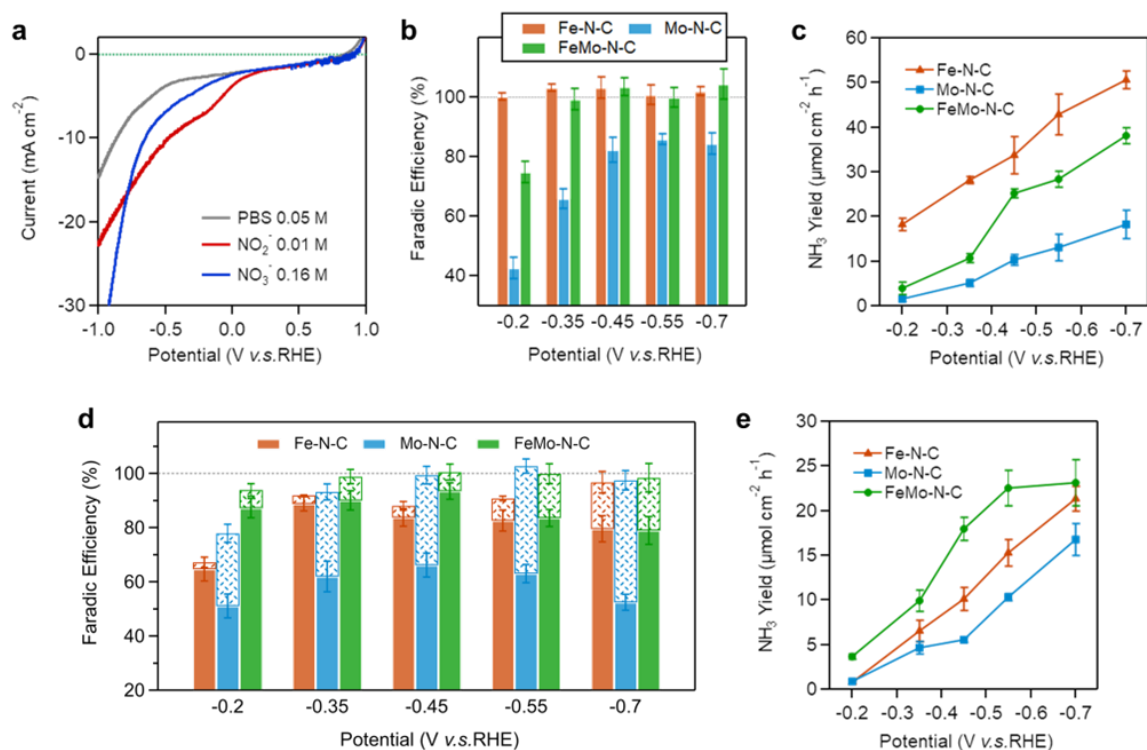 a
Current (mA cm-2)
0
-10
-20
-30
PBS 0.05 M
NO2- 0.01 M
NO3- 0.16 M
-1.0 -0.5 0.0 0.5 1.0
Potential (V v.s.RHE)
b
Fe-N-C Mo-N-C
FeMo-N-C
Faradic Efficiency (%)
100
80
60
40
-0.2 -0.35 -0.45 -0.55 -0.7
Potential (V v.s.RHE)
c
NH3 Yield (μmol cm-2 h-1)
60
50
40
30
20
10
0
Fe-N-C
Mo-N-C
FeMo-N-C
-0.2 -0.3 -0.4 -0.5 -0.6 -0.7
Potential (V v.s.RHE)
d
Fe-N-C Mo-N-C FeMo-N-C
Faradic Efficiency (%)
100
80
60
40
20
-0.2 -0.35 -0.45 -0.55 -0.7
Potential (V v.s.RHE)
e
NH3 Yield (μmol cm-2 h-1)
30
25
20
15
10
5
0
Fe-N-C
Mo-N-C
FeMo-N-C
-0.2 -0.3 -0.4 -0.5 -0.6 -0.7
Potential (V v.s.RHE)